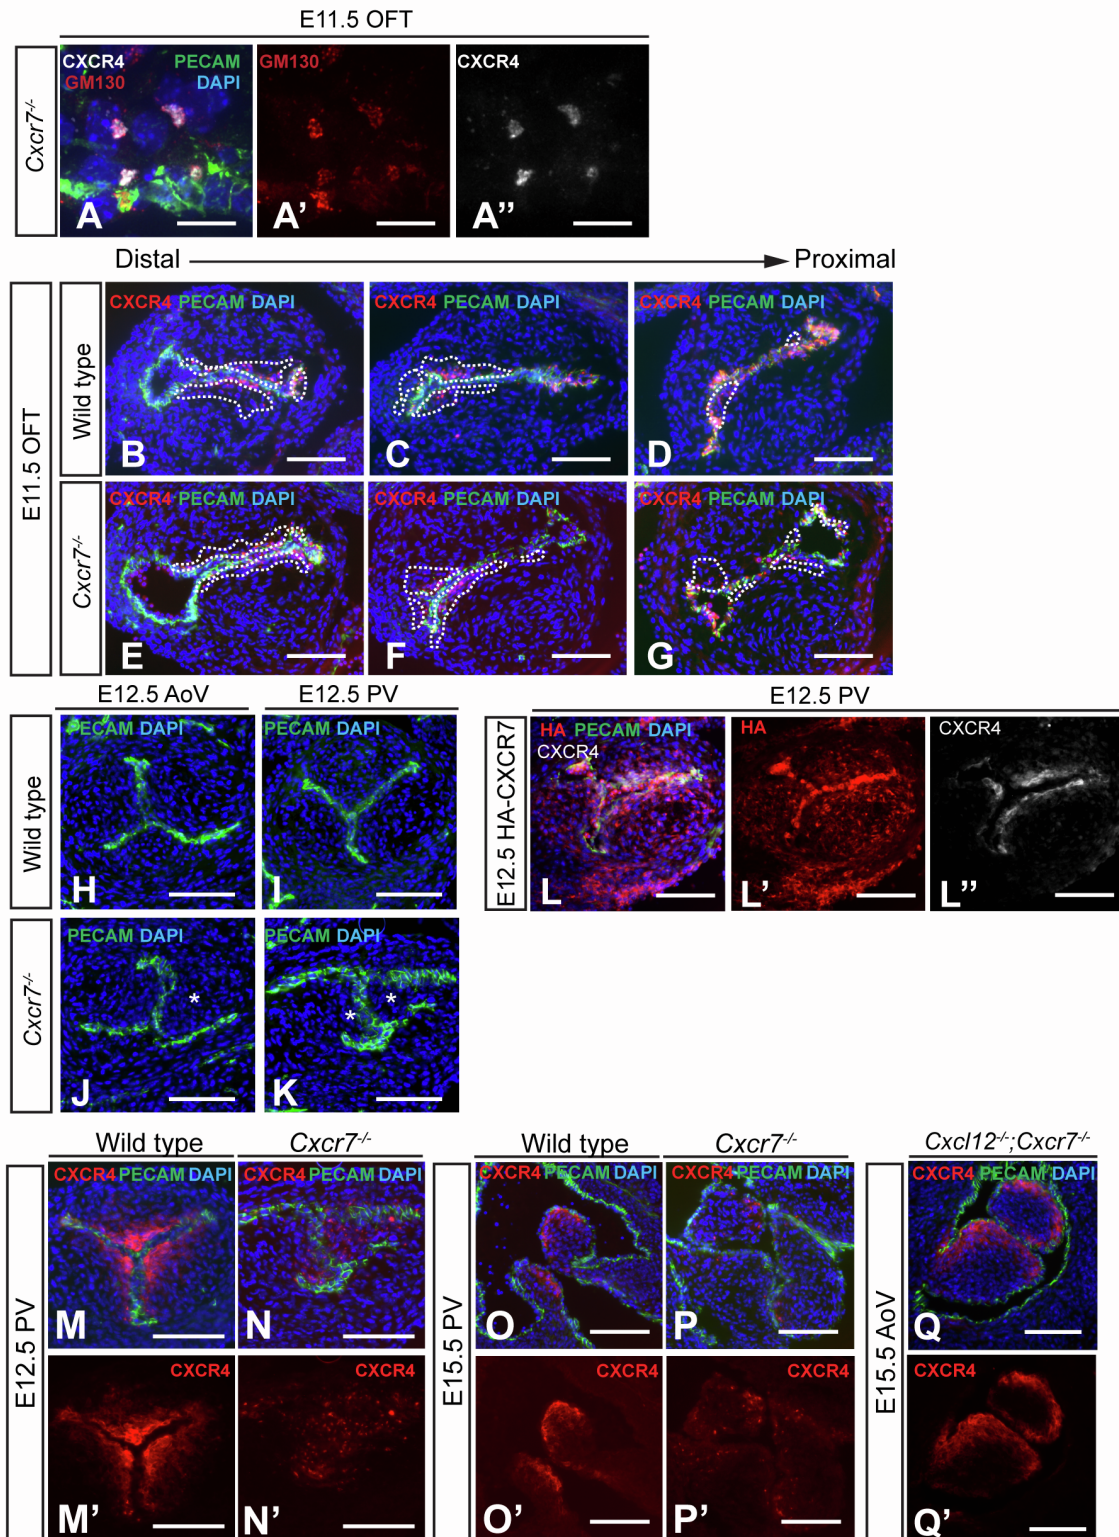 E11.5 OFT
Cxcr7-/-
CXCR4 PECAM
GM130 DAPI
GM130
CXCR4
A A' A"
Distal Proximal
E11.5 OFT
Wild type
CXCR4 PECAM DAPI
CXCR4 PECAM DAPI
CXCR4 PECAM DAPI
B C D
Cxcr7-/-
CXCR4 PECAM DAPI
CXCR4 PECAM DAPI
CXCR4 PECAM DAPI
E F G
E12.5 AoV E12.5 PV
Wild type
PECAM DAPI
PECAM DAPI
H I
Cxcr7-/-
PECAM DAPI
PECAM DAPI
*
* *
J K
E12.5 PV
E12.5 HA-CXCR7
HA PECAM DAPI
CXCR4
HA
CXCR4
L L' L"
Wild type Cxcr7-/-
E12.5 PV
CXCR4 PECAM DAPI
CXCR4 PECAM DAPI
M N
CXCR4
CXCR4
M' N'
Wild type Cxcr7-/-
E15.5 PV
CXCR4 PECAM DAPI
CXCR4 PECAM DAPI
O P
CXCR4
CXCR4
O' P'
Cxcl12-/-;Cxcr7-/-
E15.5 AoV
CXCR4 PECAM DAPI
Q
CXCR4
Q'